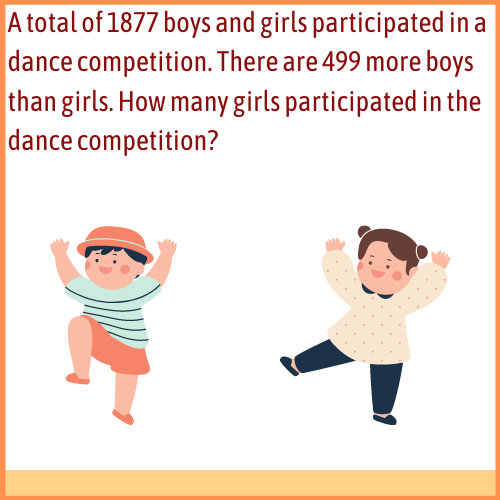 A total of 1877 boys and girls participated in a
dance competition. There are 499 more boys
than girls. How many girls participated in the
dance competition?